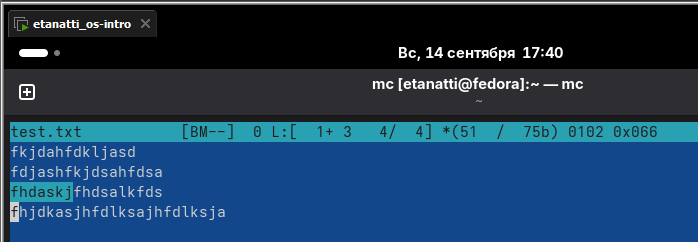 etanatti_os-intro
Вс, 14 сентября 17:40
mc [etanatti@fedora]:~ — mc
~
test.txt [BM--] 0 L:[ 1+ 3 4/ 4] *(51 / 75b) 0102 0x066
fkjdahfdkljasd
fdjashfkjdsahfdsa
fhdaskjfhdsalkfds
fhjdkasjhfdlksajhfdlksja